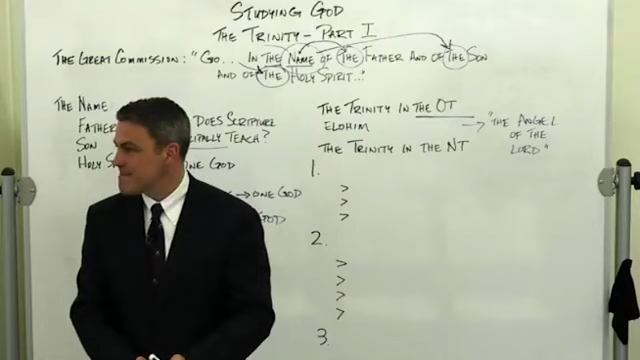 STUDYING GOD
THE TRINITY - PART I
THE GREAT COMMISSION: "GO... IN THE NAME OF THE FATHER AND OF THE SON
AND OF THE HOLY SPIRIT..."
THE NAME
FATHER DOES SCRIPTURE
SON TEACH?
HOLY ONE GOD
→ ONE GOD
GOD
THE TRINITY IN THE OT
ELOHIM → "THE ANGEL
OF THE
LORD"
THE TRINITY IN THE NT
1.
>
>
>
2.
>
>
>
>
3.